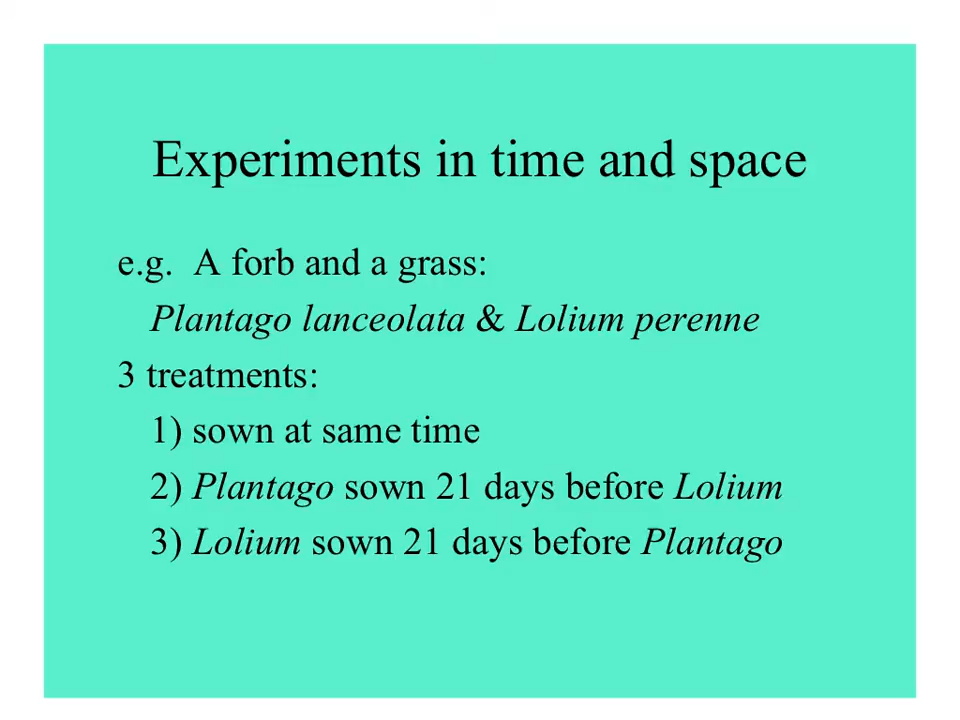 Experiments in time and space
e.g. A forb and a grass:
Plantago lanceolata & Lolium perenne
3 treatments:
1) sown at same time
2) Plantago sown 21 days before Lolium
3) Lolium sown 21 days before Plantago